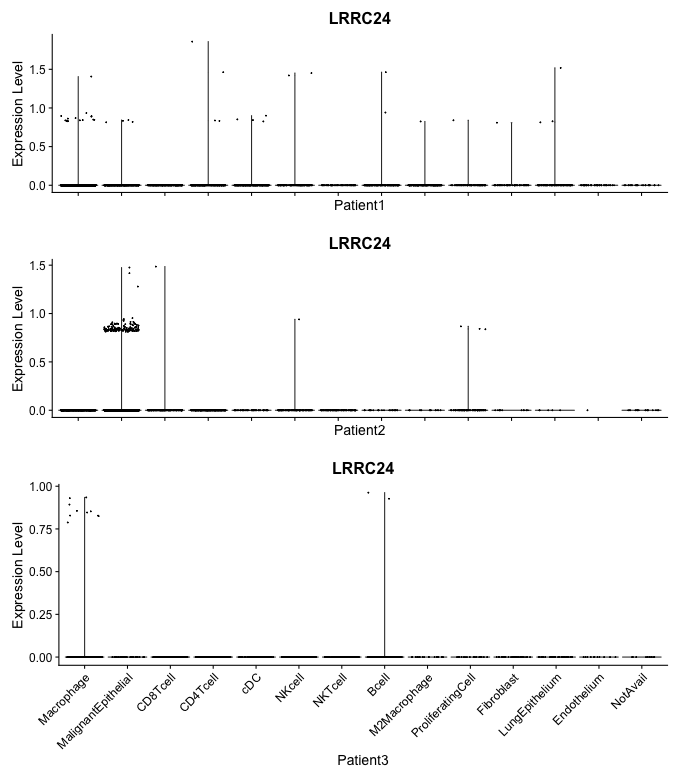 LRRC24
Expression Level
1.5
1.0
0.5
0.0
Patient1
LRRC24
Expression Level
1.5
1.0
0.5
0.0
Patient2
LRRC24
Expression Level
1.00
0.75
0.50
0.25
0.00
Macrophage
MalignantEpithelial
CD8Tcell
CD4Tcell
cDC
NKcell
NKTcell
Bcell
M2Macrophage
ProliferatingCell
Fibroblast
LungEpithelium
Endothelium
NotAvail
Patient3